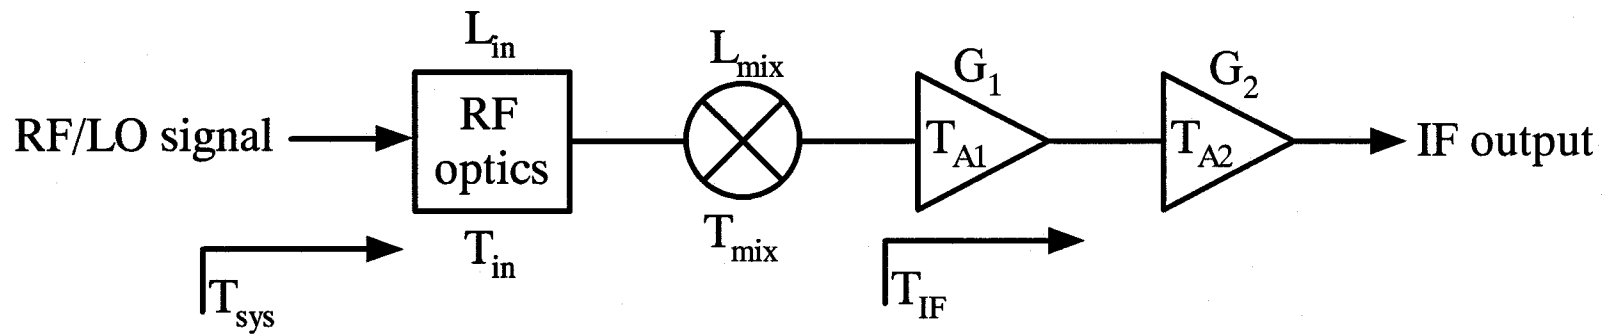 L_in
L_mix
G_1
G_2
RF/LO signal
RF
optics
T_A1
T_A2
IF output
T_in
T_mix
T_sys
T_IF